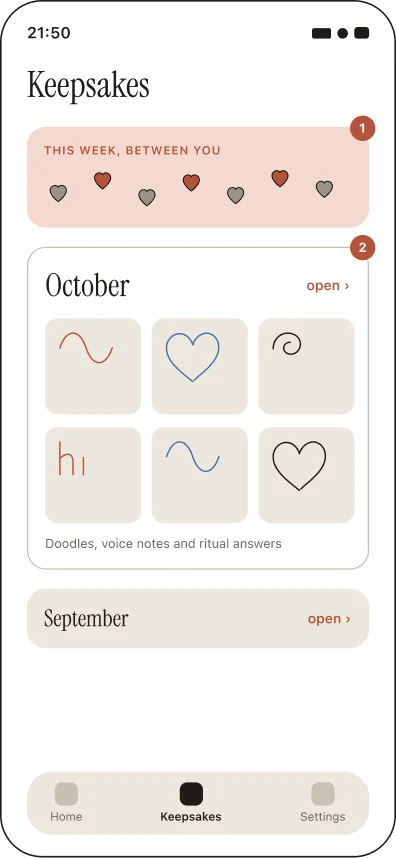 21:50
Keepsakes
1
THIS WEEK, BETWEEN YOU
2
October
open ›
hi
Doodles, voice notes and ritual answers
September
open ›
Home
Keepsakes
Settings